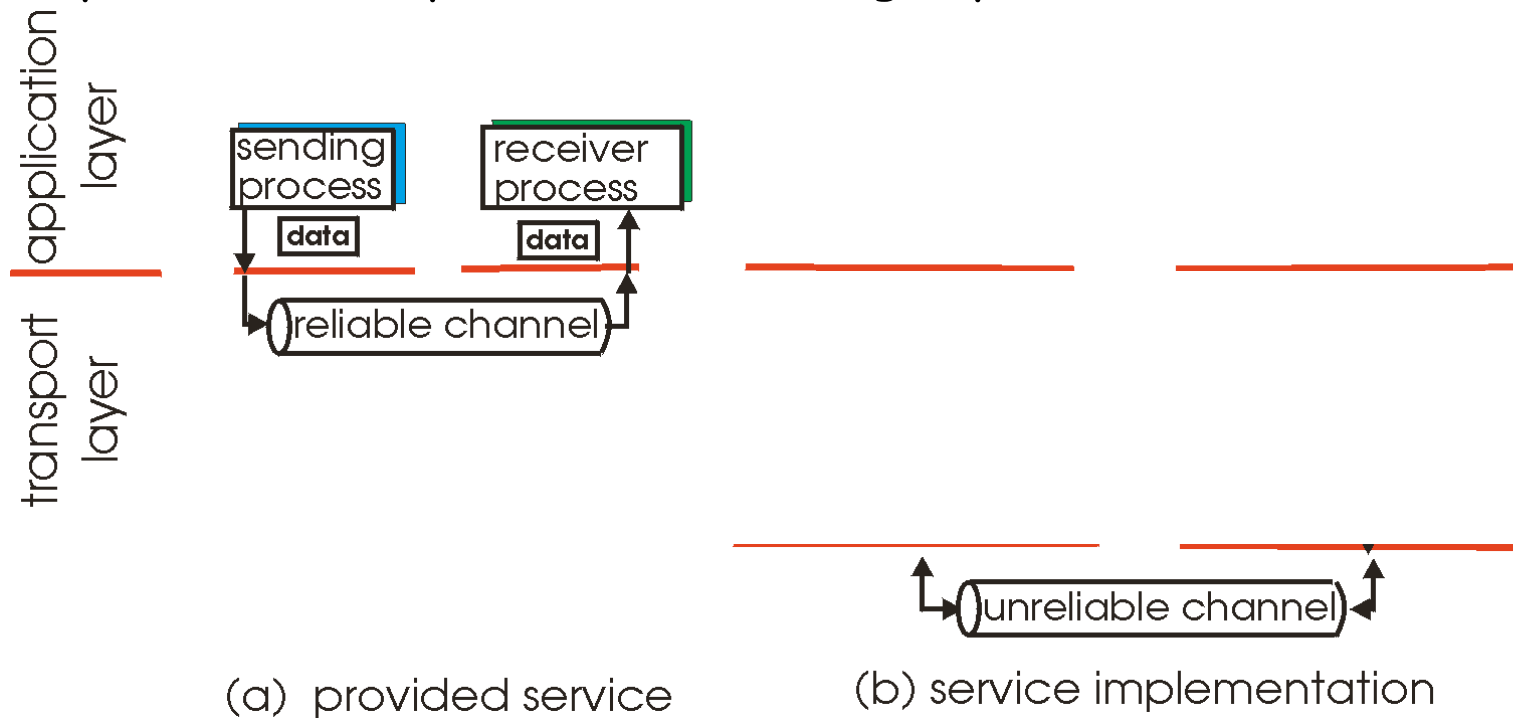 application
layer
sending
process
receiver
process
data
data
reliable channel
transport
layer
unreliable channel
(a) provided service
(b) service implementation